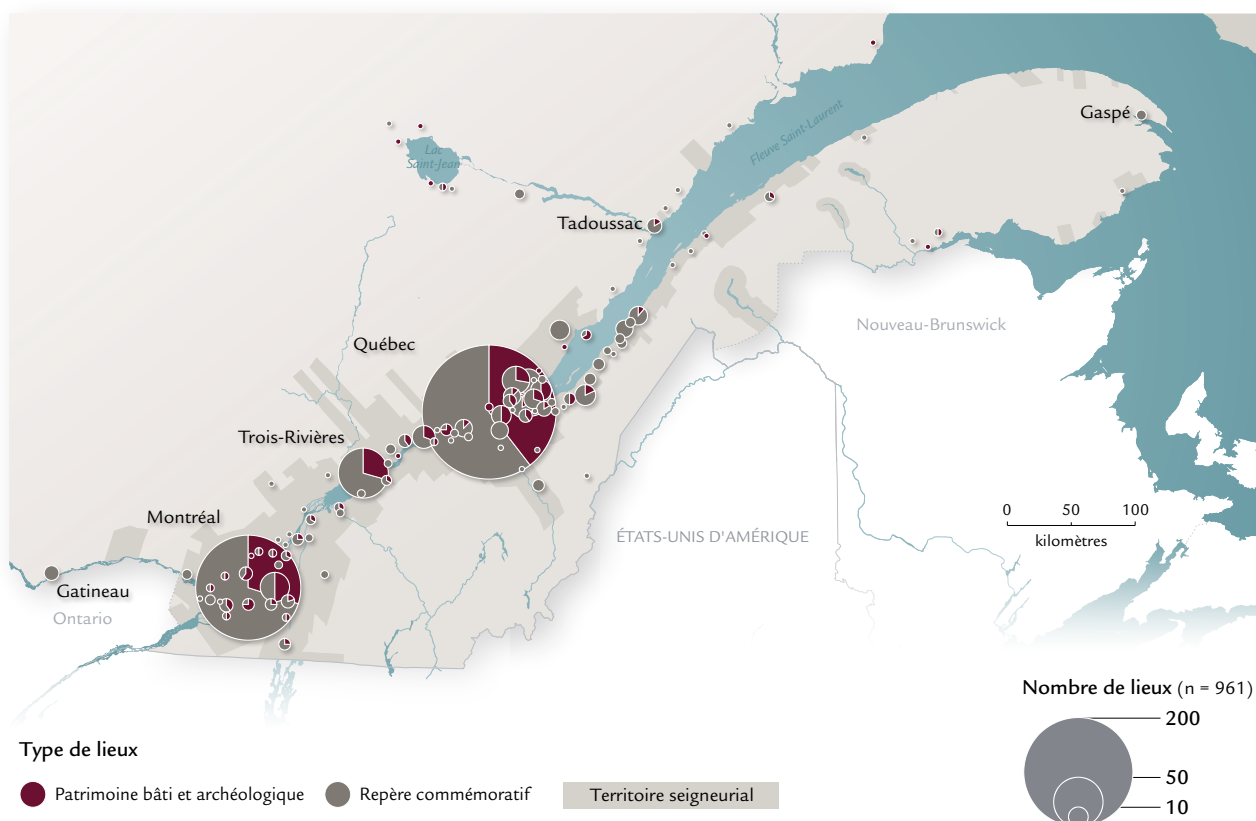 Gaspé
Fleuve Saint-Laurent
Lac
Saint-Jean
Tadoussac
Nouveau-Brunswick
Québec
Trois-Rivières
Montréal
ÉTATS-UNIS D'AMÉRIQUE
0 50 100
kilomètres
Gatineau
Ontario
Nombre de lieux (n = 961)
200
50
10
Type de lieux
Patrimoine bâti et archéologique
Repère commémoratif
Territoire seigneurial